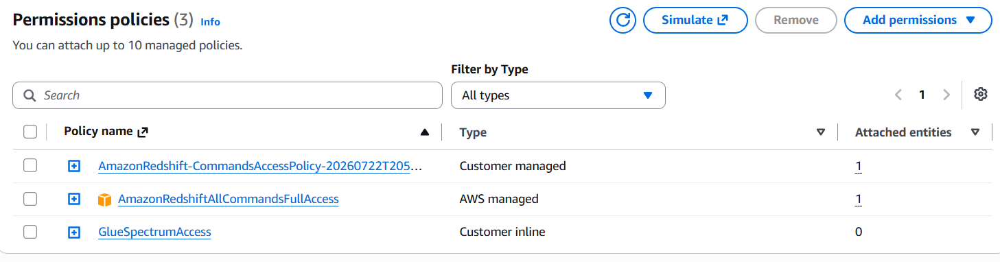 Permissions policies (3) Info
Simulate
Remove
Add permissions
You can attach up to 10 managed policies.
Filter by Type
Search
All types
1
Policy name
Type
Attached entities
AmazonRedshift-CommandsAccessPolicy-20260722T205… Customer managed 1
AmazonRedshiftAllCommandsFullAccess AWS managed 1
GlueSpectrumAccess Customer inline 0